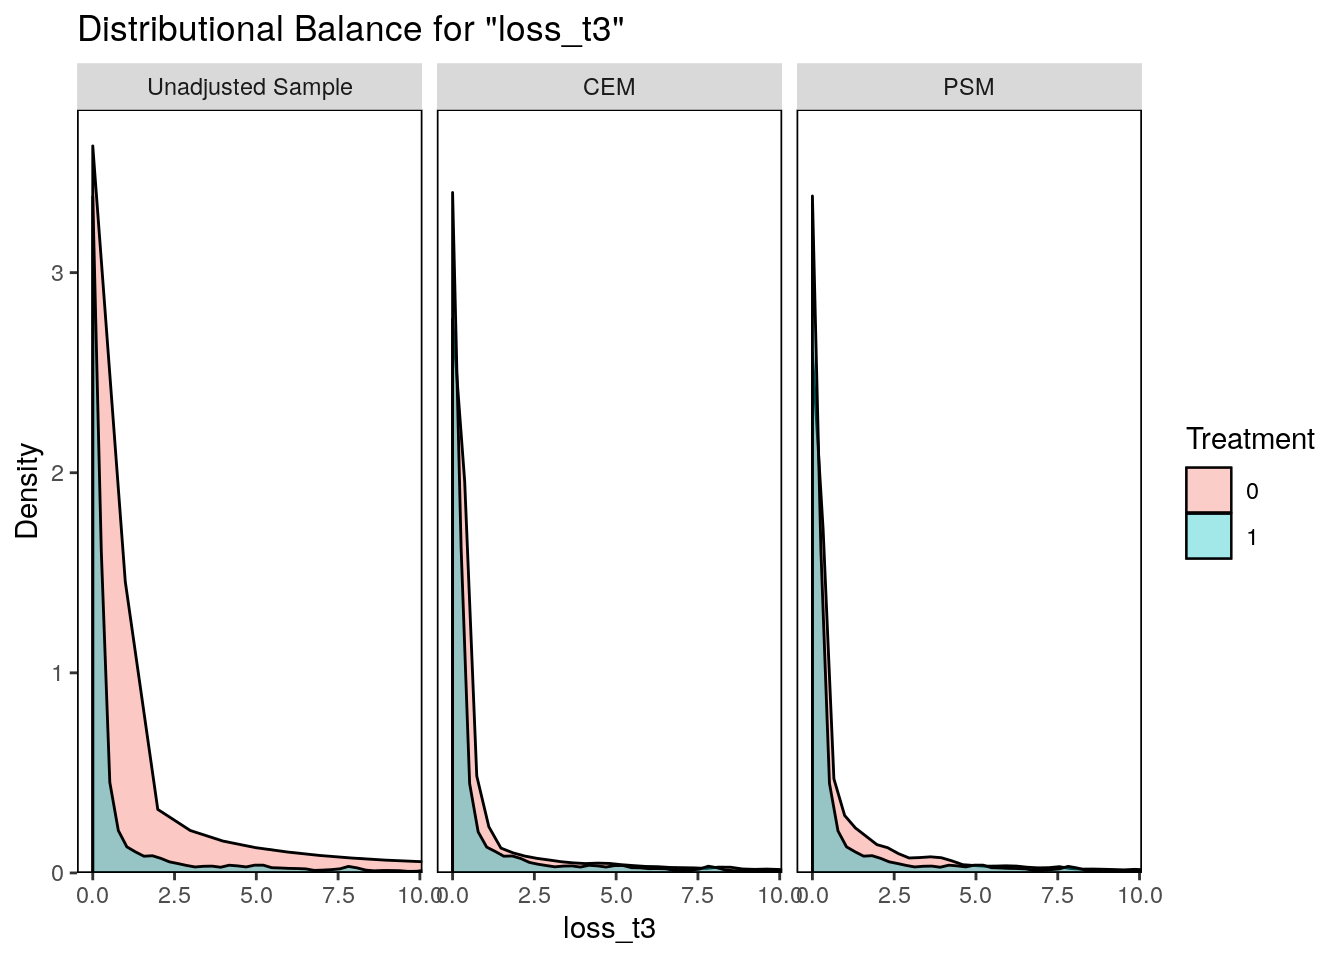 Distributional Balance for "loss_t3"
Unadjusted Sample CEM PSM
Density
3
2
1
0
Treatment
0
1
0.0 2.5 5.0 7.5 10.0 0.0 2.5 5.0 7.5 10.0 0.0 2.5 5.0 7.5 10.0
loss_t3